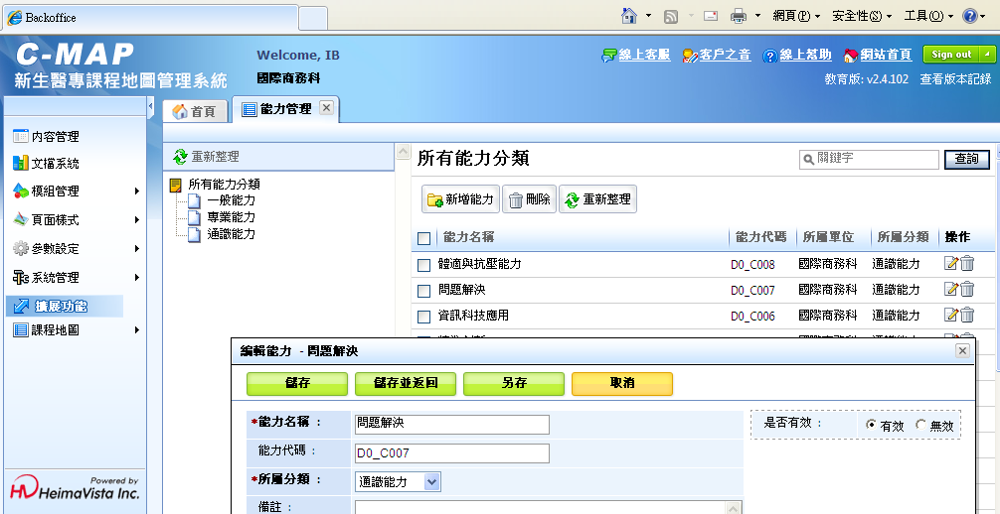 Backoffice
網頁(P) 安全性(S) 工具(O)
C-MAP
新生醫專課程地圖管理系統
Welcome, IB
國際商務科
線上客服 客戶之音 線上幫助 網站首頁 Sign out
教育版: v2.4.102 查看版本記錄
首頁 能力管理
內容管理
文檔系統
模組管理
頁面樣式
參數設定
系統管理
擴展功能
課程地圖
Powered by
HeimaVista Inc.
重新整理
所有能力分類
一般能力
專業能力
通識能力
所有能力分類
關鍵字 查詢
新增能力 刪除 重新整理
能力名稱 能力代碼 所屬單位 所屬分類 操作
體適與抗壓能力 D0_C008 國際商務科 通識能力
問題解決 D0_C007 國際商務科 通識能力
資訊科技應用 D0_C006 國際商務科 通識能力
編輯能力 - 問題解決
儲存 儲存並返回 另存 取消
*能力名稱： 問題解決
能力代碼： D0_C007
*所屬分類： 通識能力
備註：
是否有效： 有效 無效